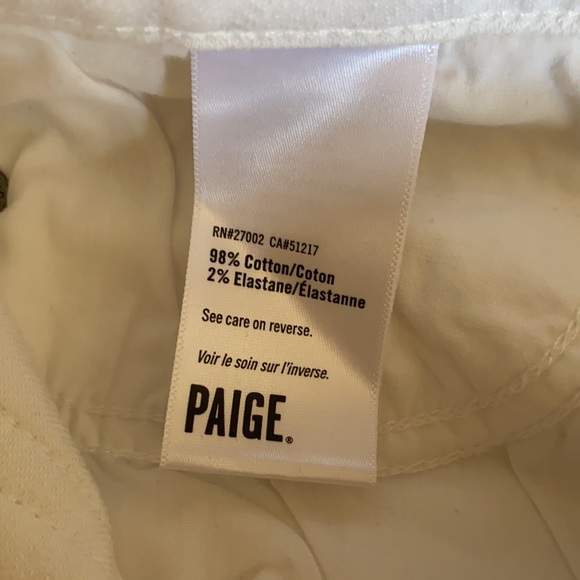 RN#27002 CA#51217
98% Cotton/Coton
2% Elastane/Élastanne
See care on reverse.
Voir le soin sur l'inverse.
PAIGE®